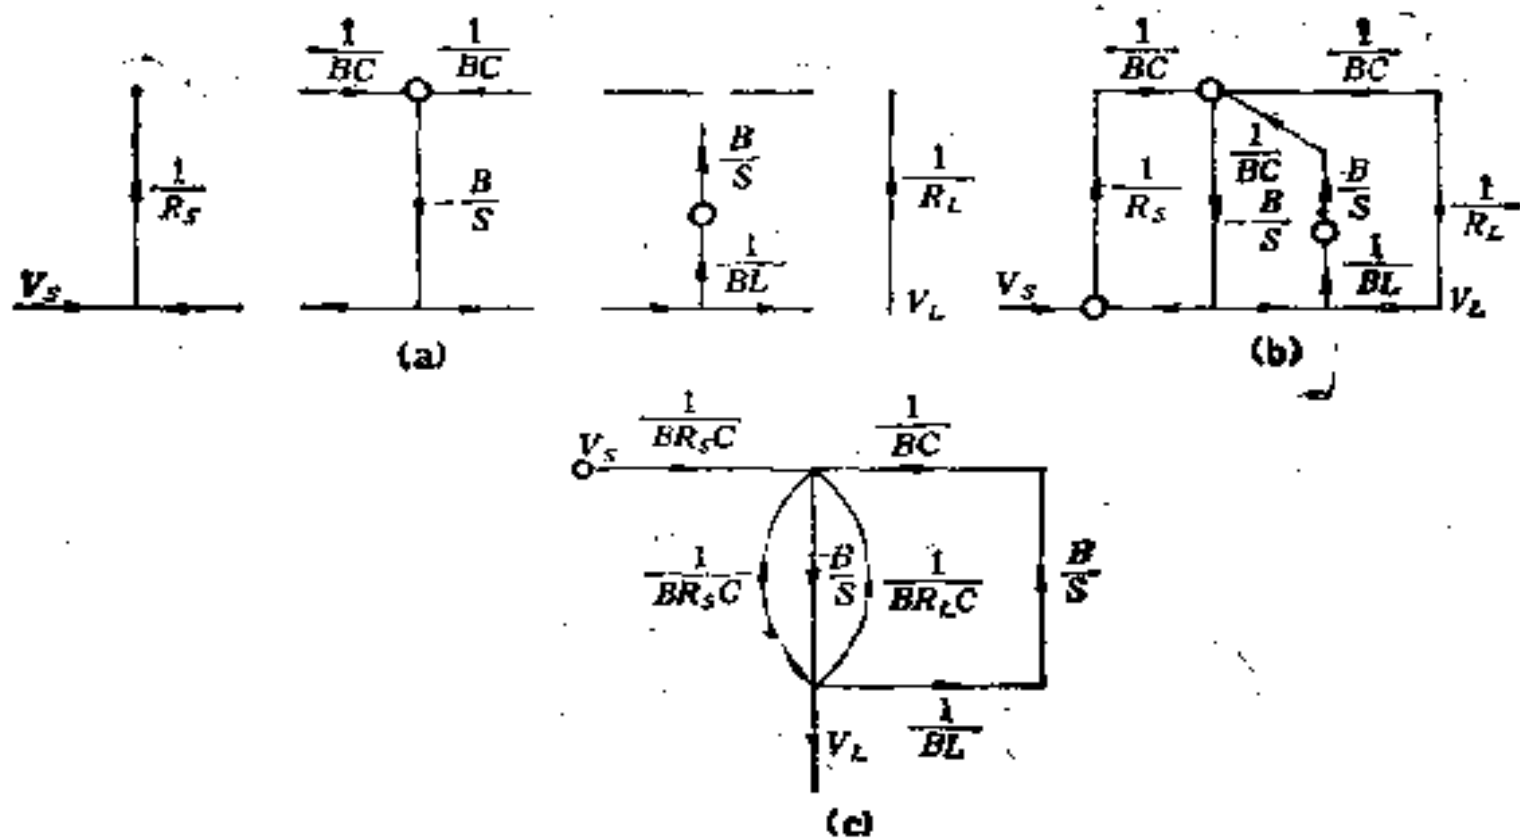 1/BC 1/BC
1/R_S
-B/S
B/S
1/BL
1/R_L
V_S
V_L
(a)
1/BC 1/BC
1/R_S
1/BC
-B/S
-B/S
1/BL
1/R_L
V_S
V_L
(b)
V_S
1/BR_SC
1/BC
1/BR_SC
-B/S
1/BR_LC
B/S
1/BL
V_L
(c)